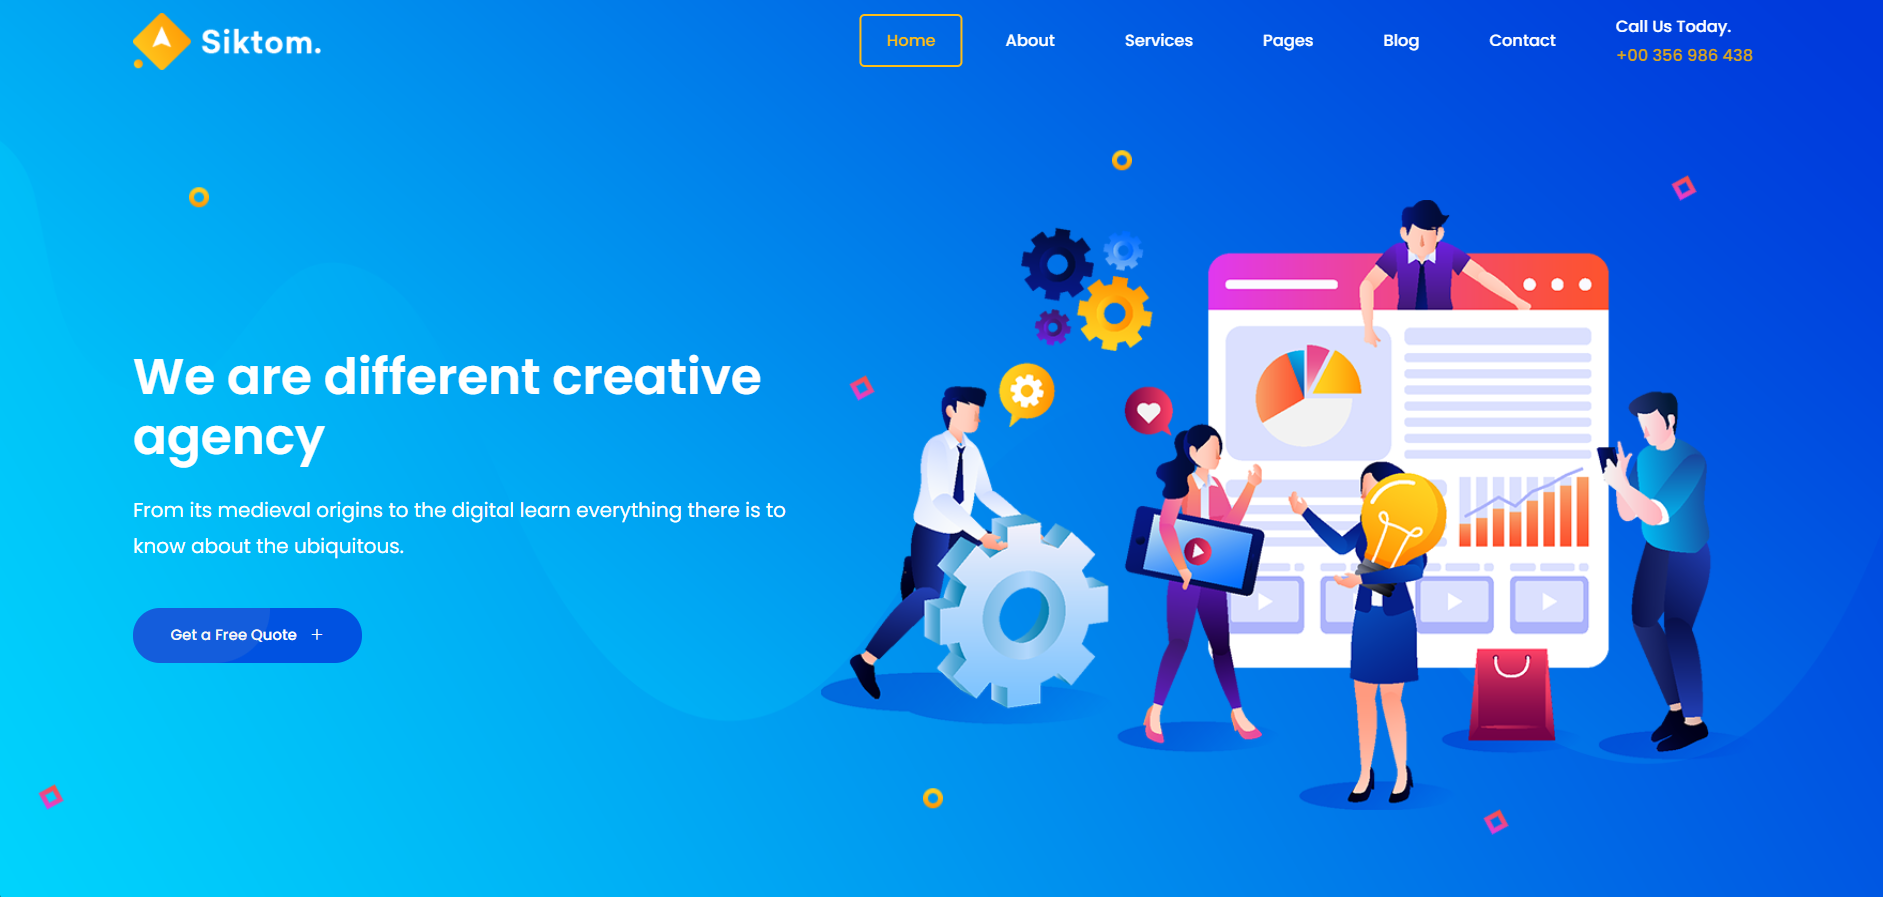 Siktom.
Home
About
Services
Pages
Blog
Contact
Call Us Today.
+00 356 986 438
We are different creative
agency
From its medieval origins to the digital learn everything there is to
know about the ubiquitous.
Get a Free Quote +